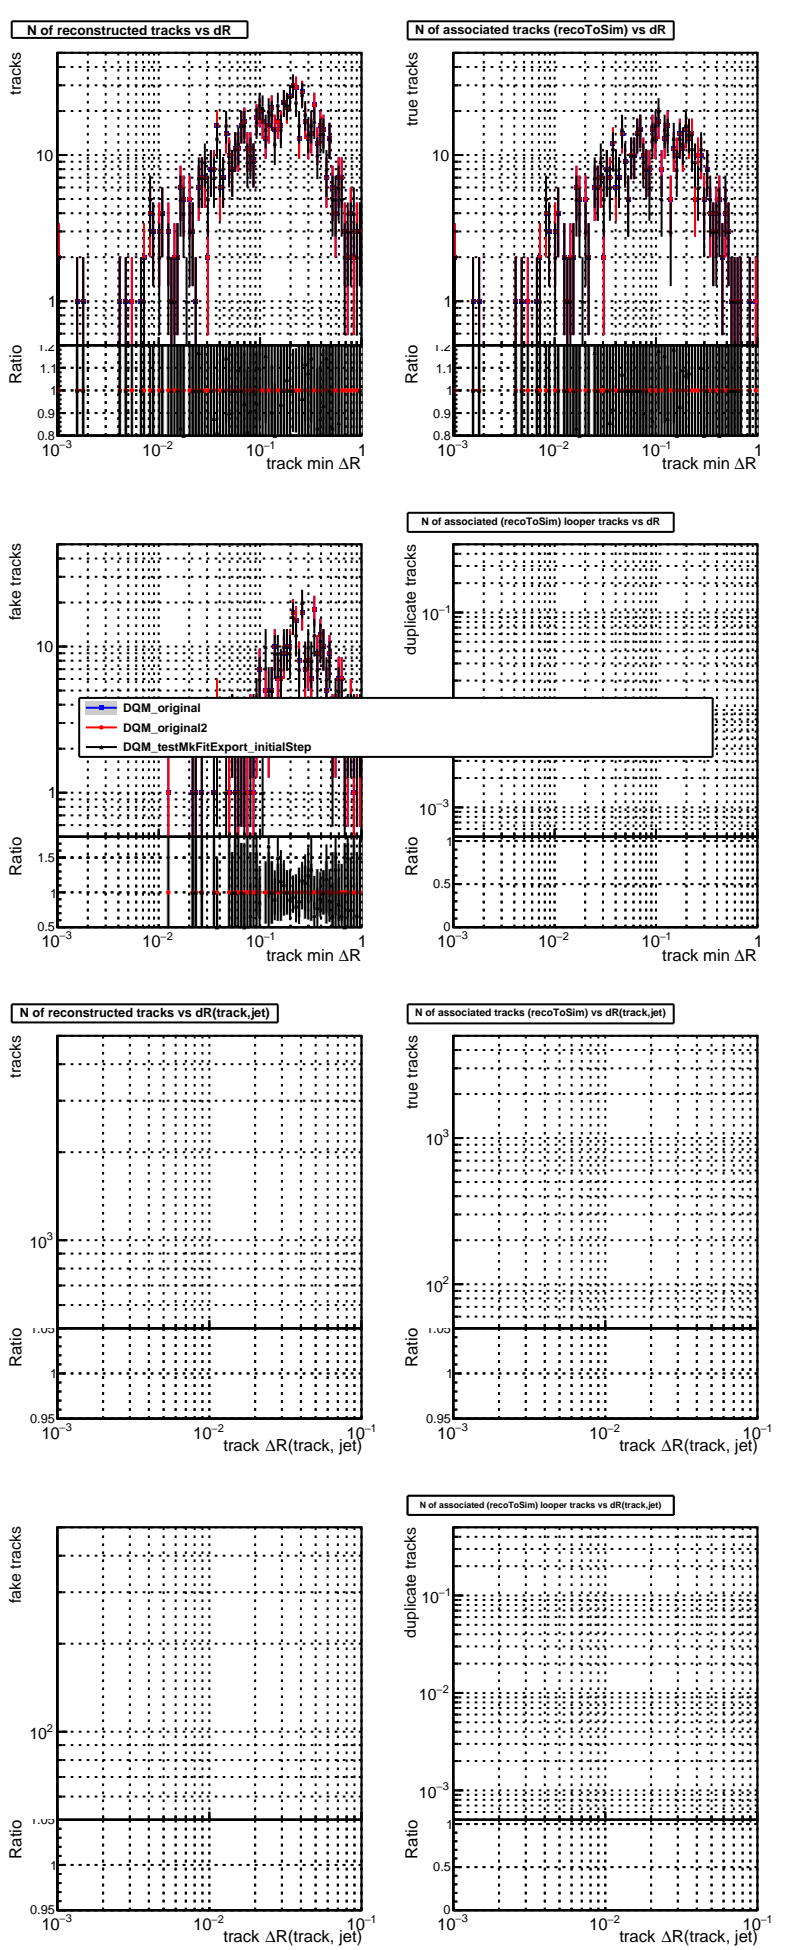 N of reconstructed tracks vs dR
tracks
10
1
Ratio
1.2
1.1
1
0.9
0.8
10−3
10−2
10−1
1
track min ΔR
N of associated tracks (recoToSim) vs dR
true tracks
10
1
Ratio
1.2
1.1
1
0.9
0.8
10−3
10−2
10−1
1
track min ΔR
fake tracks
10
1
Ratio
1.5
1
0.5
10−3
10−2
10−1
1
track min ΔR
N of associated (recoToSim) looper tracks vs dR
duplicate tracks
10−1
10−3
Ratio
1
0.5
0
10−3
10−2
10−1
1
track min ΔR
DQM_original
DQM_original2
DQM_testMkFitExport_initialStep
N of reconstructed tracks vs dR(track,jet)
tracks
103
Ratio
1.05
1
0.95
10−3
10−2
10−1
track ΔR(track, jet)
N of associated tracks (recoToSim) vs dR(track,jet)
true tracks
103
102
Ratio
1.05
1
0.95
10−3
10−2
10−1
track ΔR(track, jet)
fake tracks
102
Ratio
1.05
1
0.95
10−3
10−2
10−1
track ΔR(track, jet)
N of associated (recoToSim) looper tracks vs dR(track,jet)
duplicate tracks
10−1
10−2
10−3
Ratio
1
0.5
0
10−3
10−2
10−1
track ΔR(track, jet)